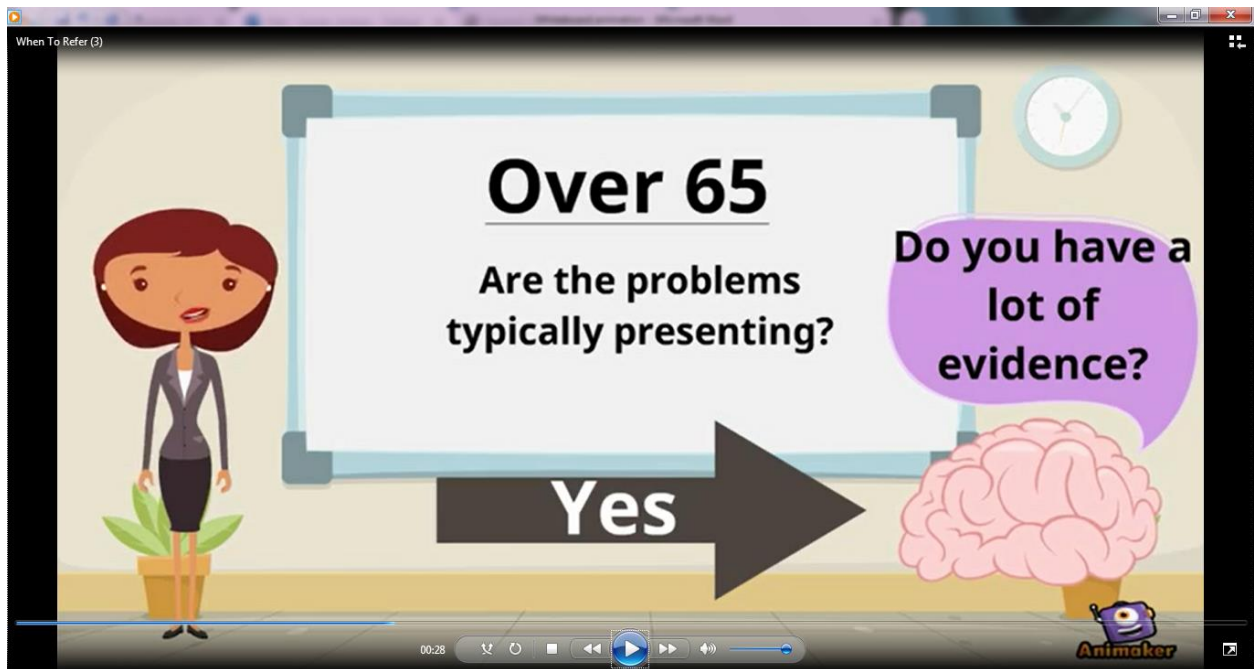 When To Refer (3)
Over 65
Are the problems
typically presenting?
Do you have a
lot of
evidence?
Yes
Animaker
00:28